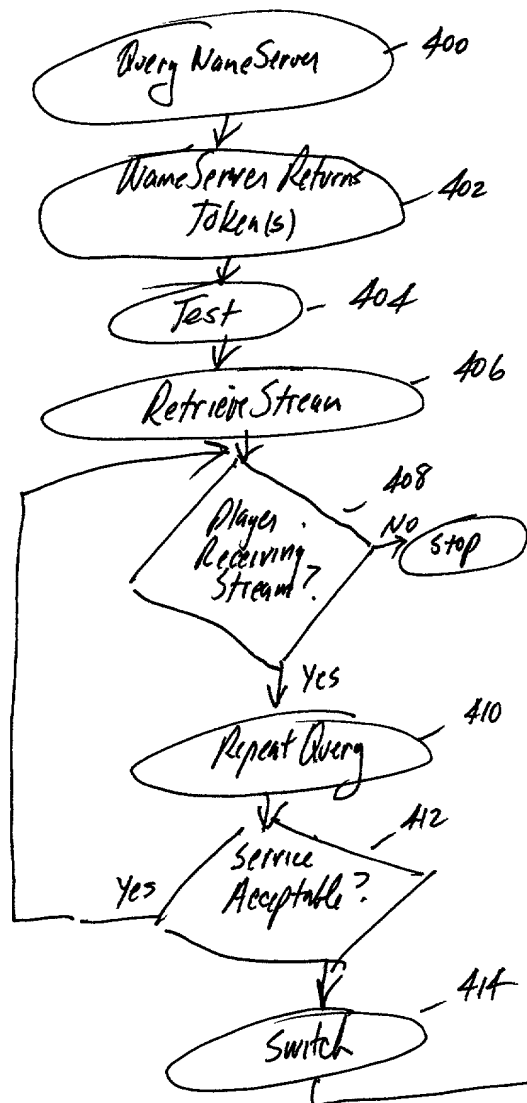 Query NameServer
400
NameServer Returns
Token(s)
402
Test
404
Retrieve Stream
406
Player
Receiving
Stream?
408
No
Stop
Yes
Repeat Query
410
Service
Acceptable?
412
Yes
Switch
414